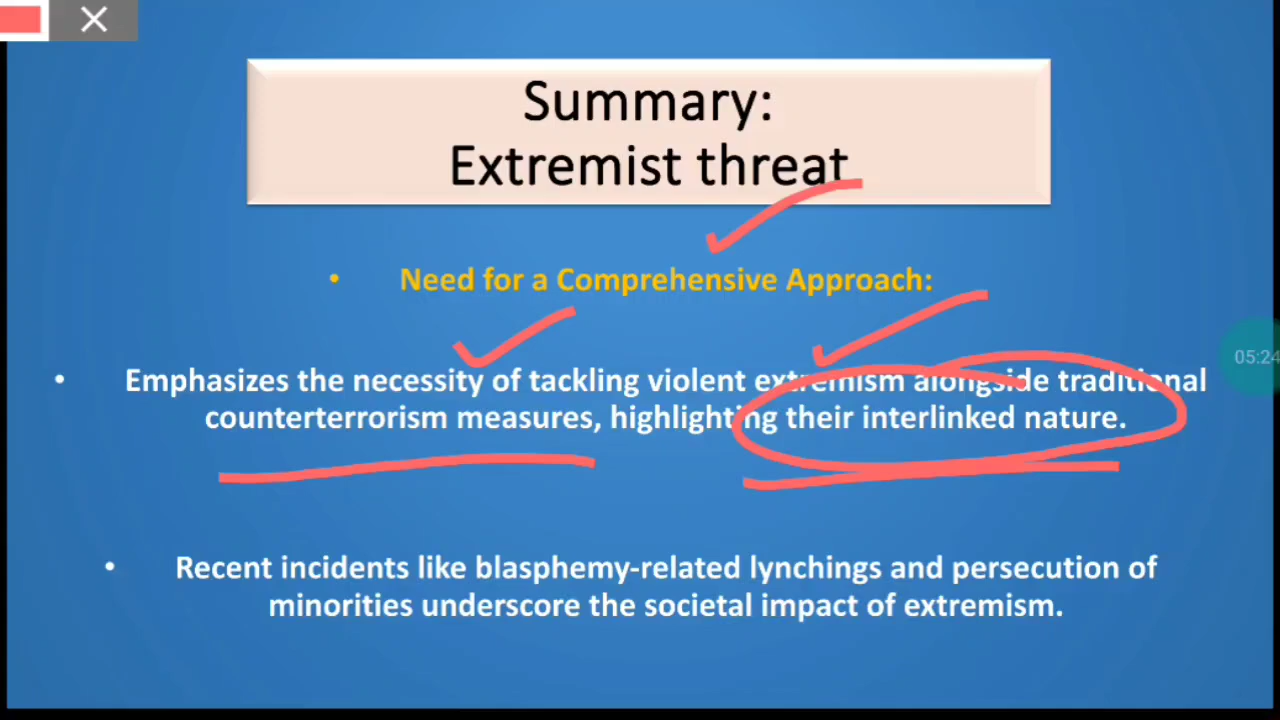 Summary:
Extremist threat
• Need for a Comprehensive Approach:
• Emphasizes the necessity of tackling violent extremism alongside traditional
counterterrorism measures, highlighting their interlinked nature.
05:24
• Recent incidents like blasphemy-related lynchings and persecution of
minorities underscore the societal impact of extremism.